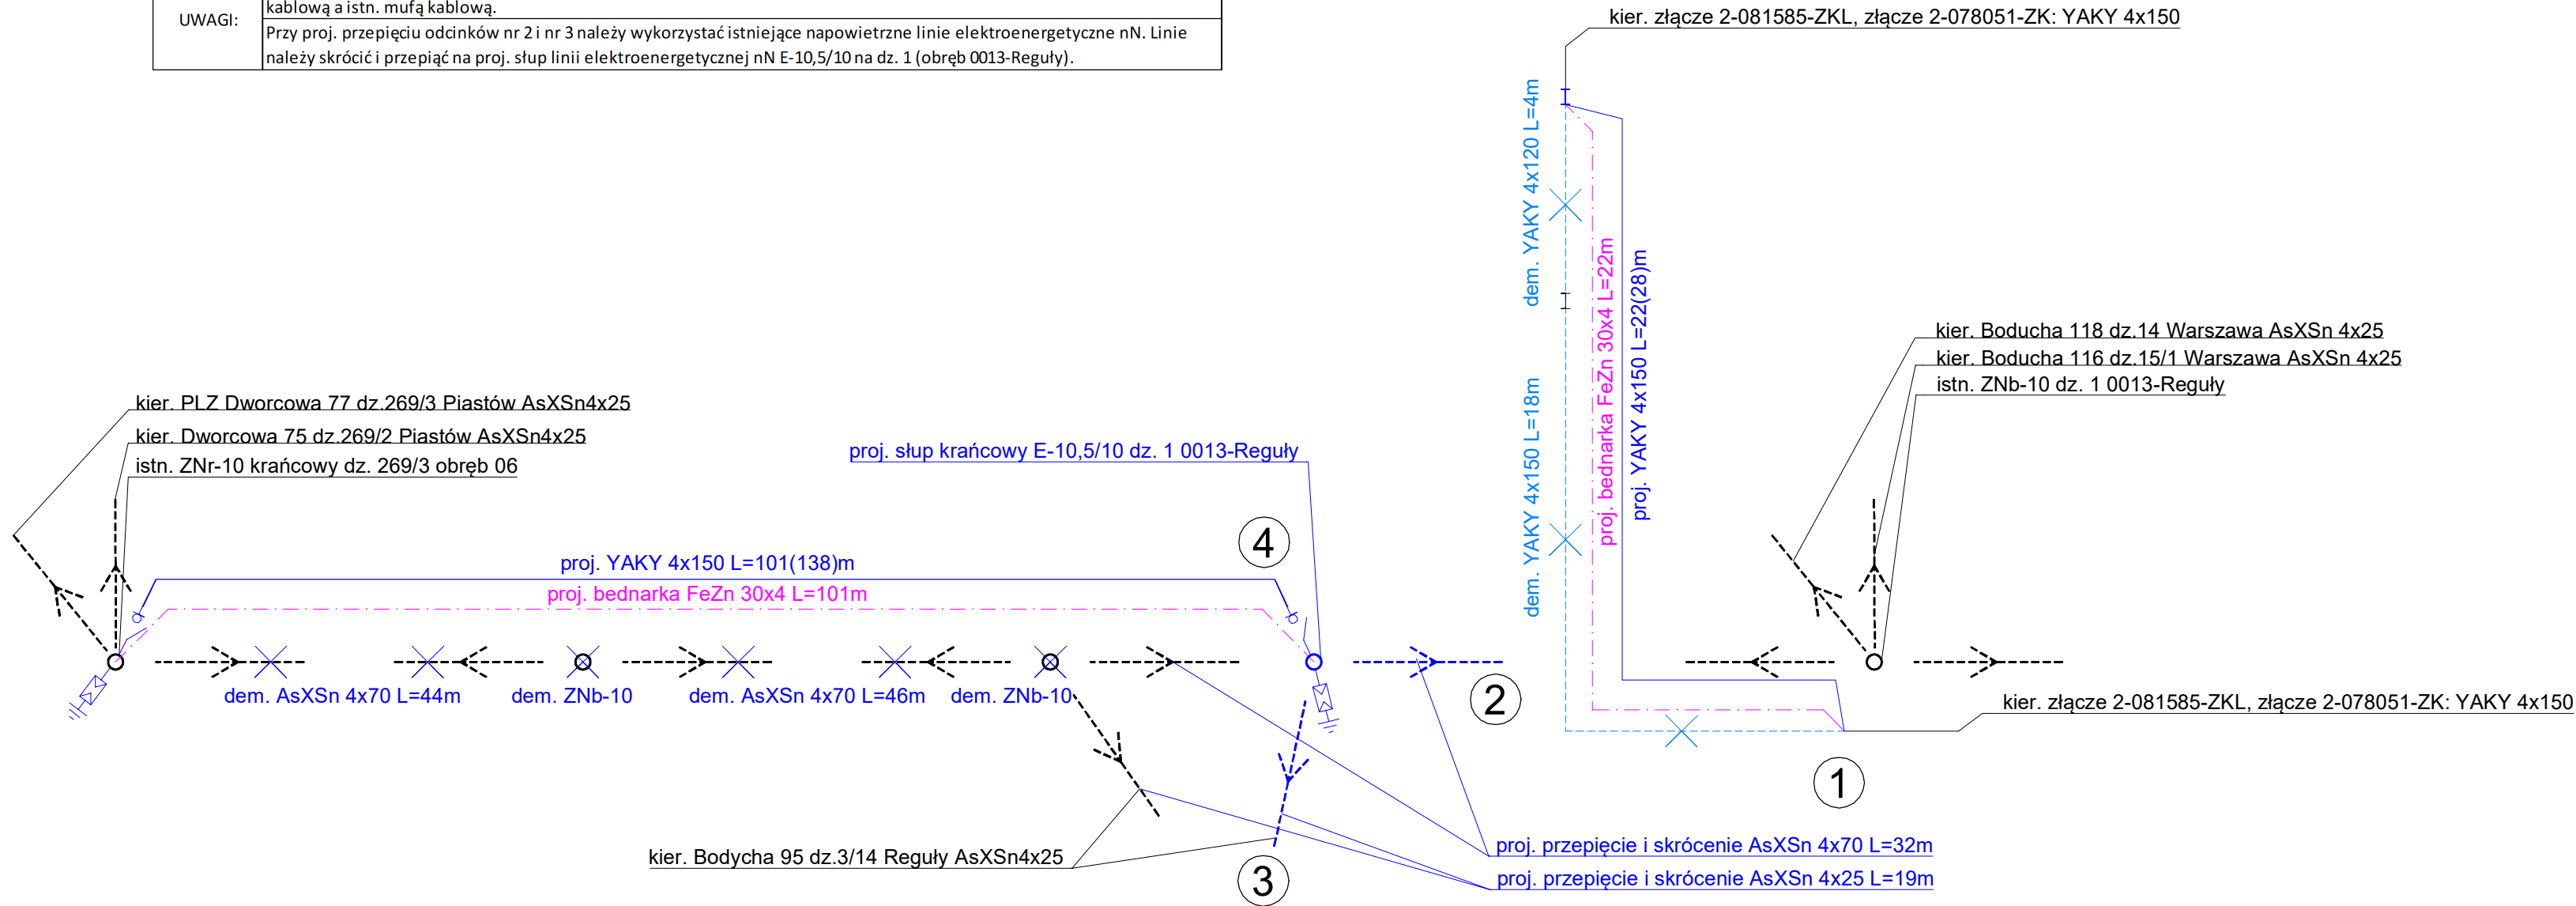 kablową a istn. mufą kablową.
UWAGI:
Przy proj. przepięciu odcinków nr 2 i nr 3 należy wykorzystać istniejące napowietrzne linie elektroenergetyczne nN. Linie
należy skrócić i przepiąć na proj. słup linii elektroenergetycznej nN E-10,5/10 na dz. 1 (obręb 0013-Reguły).
kier. złącze 2-081585-ZKL, złącze 2-078051-ZK: YAKY 4x150
dem. YAKY 4x120 L=4m
dem. YAKY 4x150 L=18m
proj. bednarka FeZn 30x4 L=22m
proj. YAKY 4x150 L=22(28)m
kier. Boducha 118 dz.14 Warszawa AsXSn 4x25
kier. Boducha 116 dz.15/1 Warszawa AsXSn 4x25
istn. ZNb-10 dz. 1 0013-Reguły
kier. PLZ Dworcowa 77 dz.269/3 Piastów AsXSn4x25
kier. Dworcowa 75 dz.269/2 Piastów AsXSn4x25
istn. ZNr-10 krańcowy dz. 269/3 obręb 06
proj. słup krańcowy E-10,5/10 dz. 1 0013-Reguły
4
proj. YAKY 4x150 L=101(138)m
proj. bednarka FeZn 30x4 L=101m
dem. AsXSn 4x70 L=44m
dem. ZNb-10
dem. AsXSn 4x70 L=46m
dem. ZNb-10
2
kier. złącze 2-081585-ZKL, złącze 2-078051-ZK: YAKY 4x150
1
proj. przepięcie i skrócenie AsXSn 4x70 L=32m
kier. Bodycha 95 dz.3/14 Reguły AsXSn4x25
3
proj. przepięcie i skrócenie AsXSn 4x25 L=19m